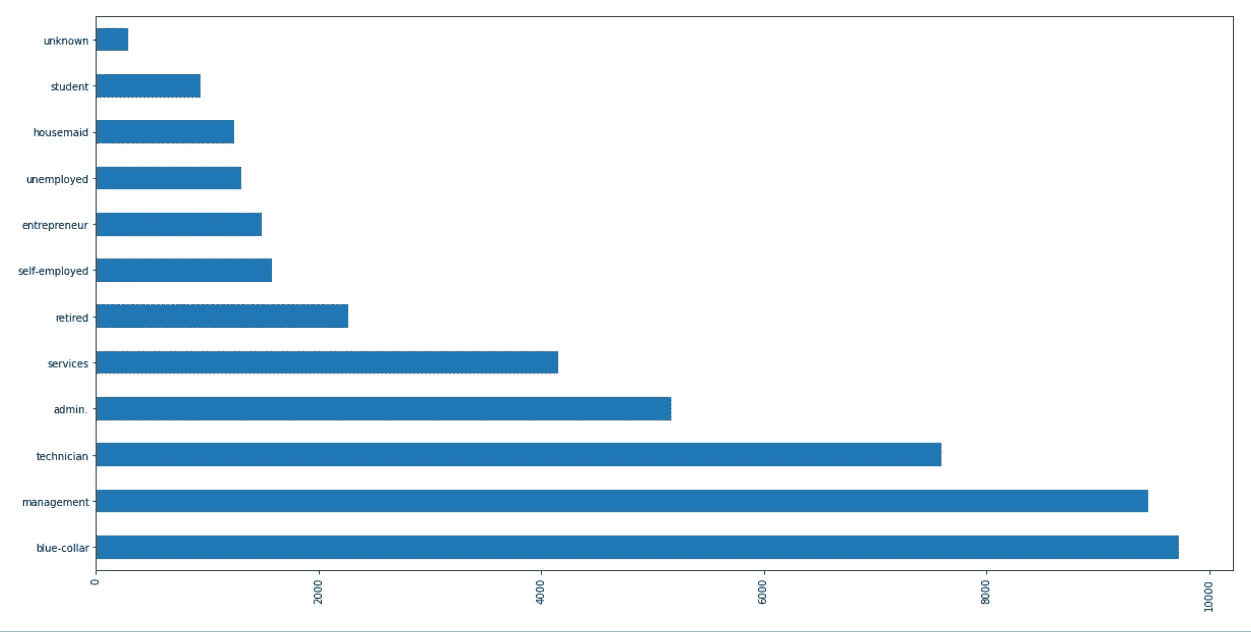 unknown
student
housemaid
unemployed
entrepreneur
self-employed
retired
services
admin.
technician
management
blue-collar
0
2000
4000
6000
8000
10000